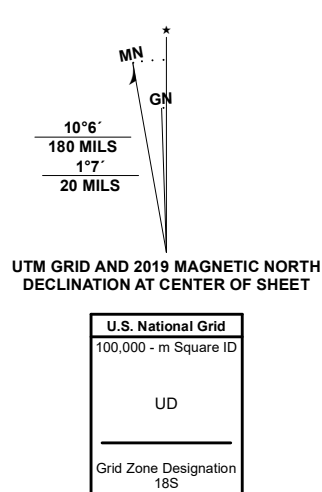 ★
MN
GN
10°6´
180 MILS
1°7´
20 MILS
UTM GRID AND 2019 MAGNETIC NORTH
DECLINATION AT CENTER OF SHEET
U.S. National Grid
100,000 - m Square ID
UD
Grid Zone Designation
18S